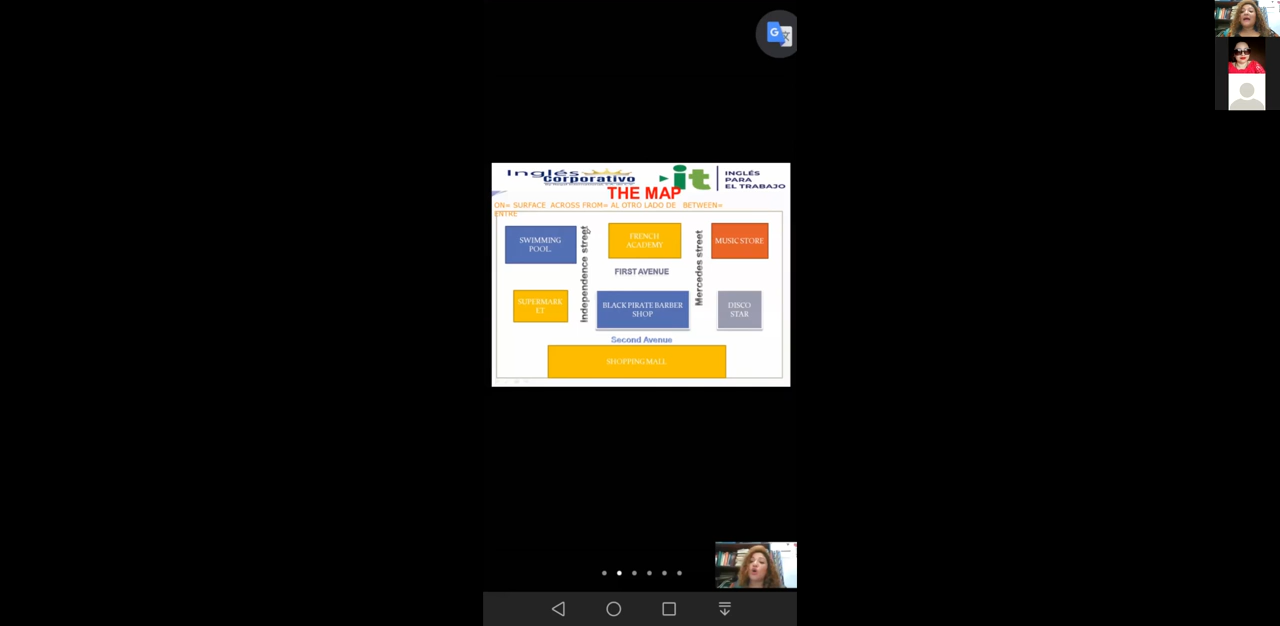 Inglés Corporativo
it INGLÉS PARA EL TRABAJO
THE MAP
ON= SURFACE ACROSS FROM= AL OTRO LADO DE BETWEEN=
ENTRE
SWIMMING
POOL.
Independence street
FRENCH
ACADEMY
Mercedes street
MUSIC STORE
FIRST AVENUE
SUPERMARK
ET
BLACK PIRATE BARBER
SHOP
DISCO
STAR
Second Avenue
SHOPPING MALL